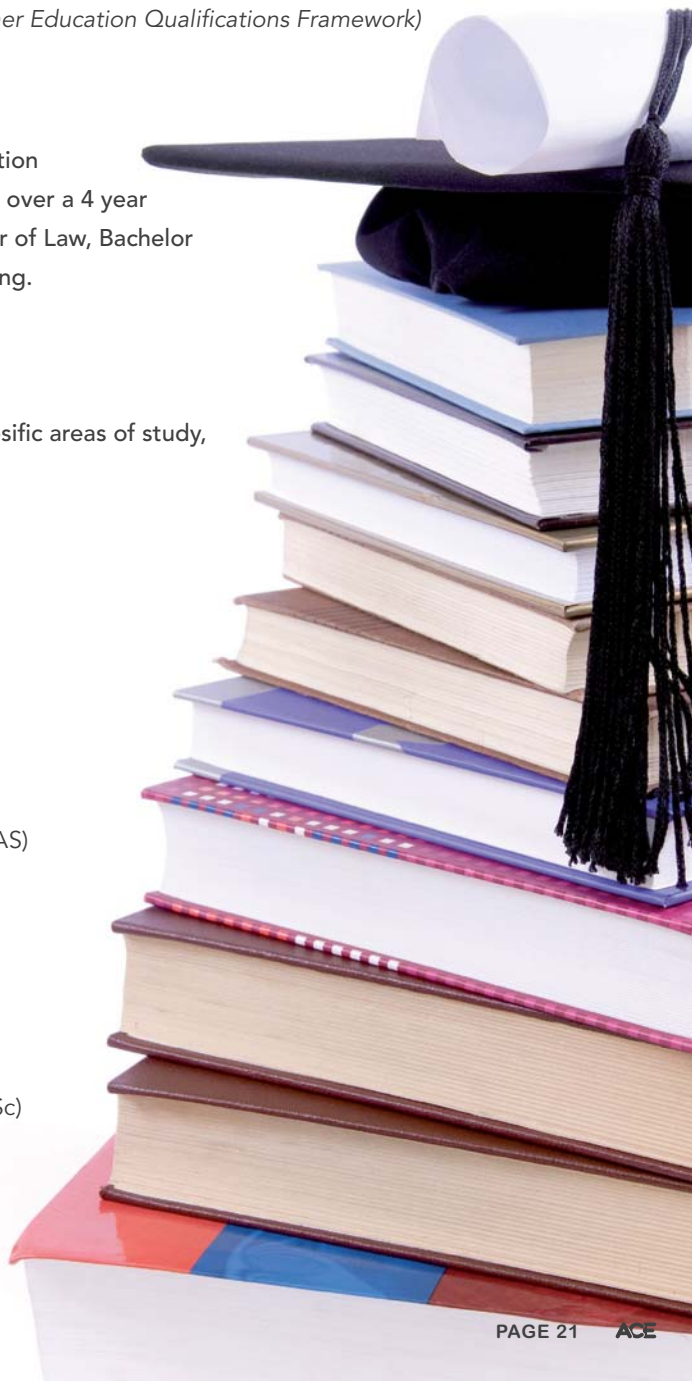 er Education Qualifications Framework)
tion
over a 4 year
r of Law, Bachelor
ng.
sific areas of study,
AS)
Sc)
PAGE 21 ACE